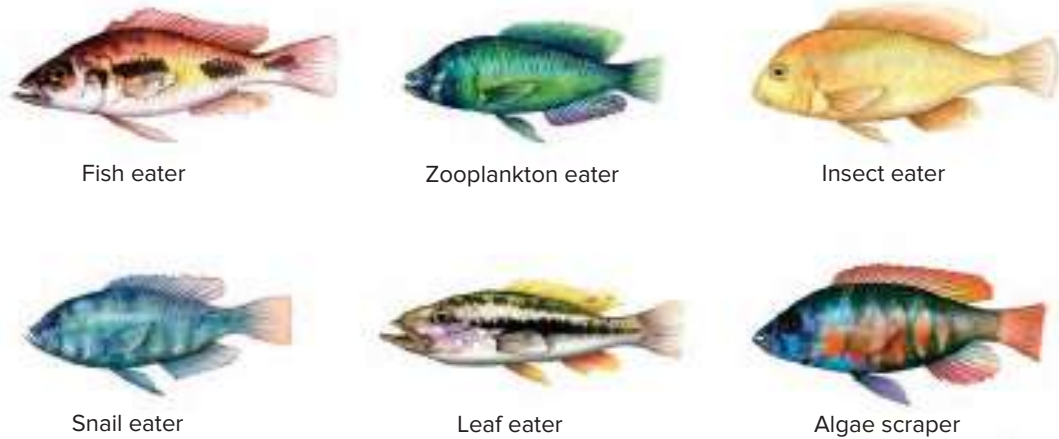 Fish eater
Zooplankton eater
Insect eater
Snail eater
Leaf eater
Algae scraper